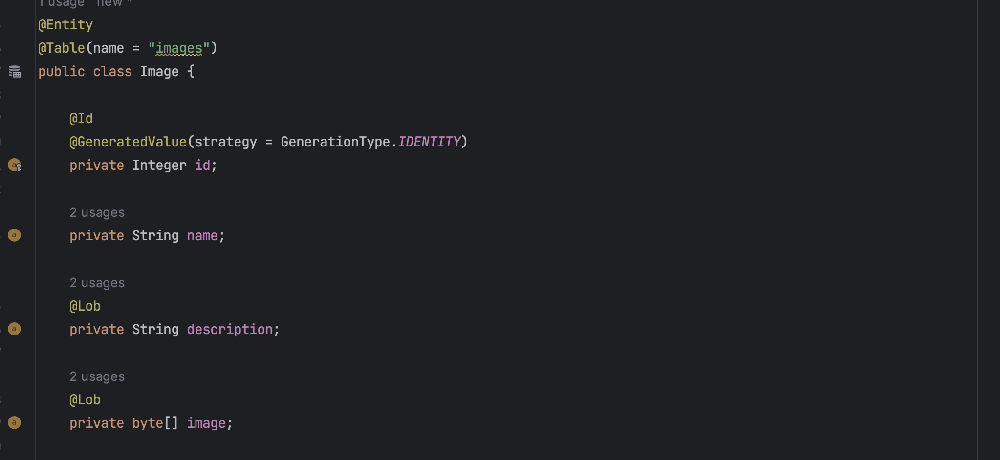 1 usage new *
@Entity
@Table(name = "images")
public class Image {
@Id
@GeneratedValue(strategy = GenerationType.IDENTITY)
private Integer id;
2 usages
private String name;
2 usages
@Lob
private String description;
2 usages
@Lob
private byte[] image;